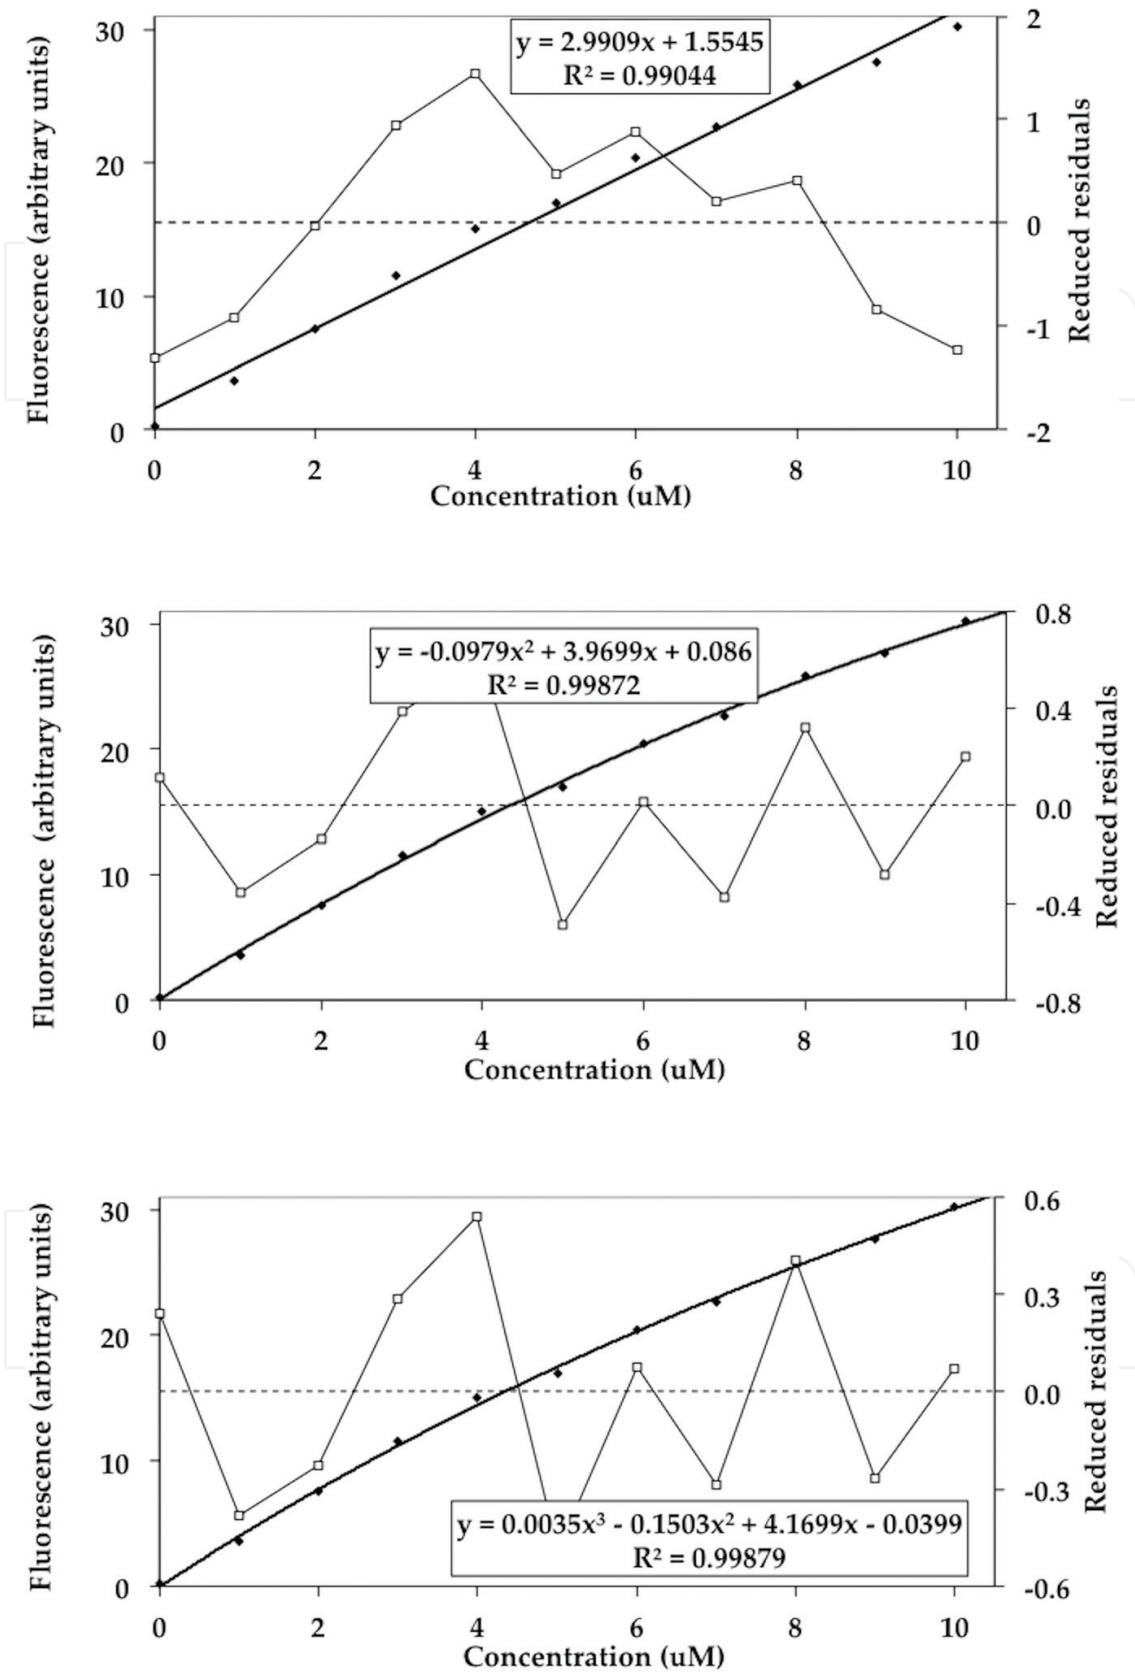 y = 2.9909x + 1.5545
R² = 0.99044
30
20
10
0
2
1
0
-1
-2
0 2 4 6 8 10
Concentration (uM)
Fluorescence (arbitrary units)
Reduced residuals
y = -0.0979x² + 3.9699x + 0.086
R² = 0.99872
30
20
10
0
0.8
0.4
0.0
-0.4
-0.8
0 2 4 6 8 10
Concentration (uM)
Fluorescence (arbitrary units)
Reduced residuals
30
20
10
0
0.6
0.3
0.0
-0.3
-0.6
y = 0.0035x³ - 0.1503x² + 4.1699x - 0.0399
R² = 0.99879
0 2 4 6 8 10
Concentration (uM)
Fluorescence (arbitrary units)
Reduced residuals